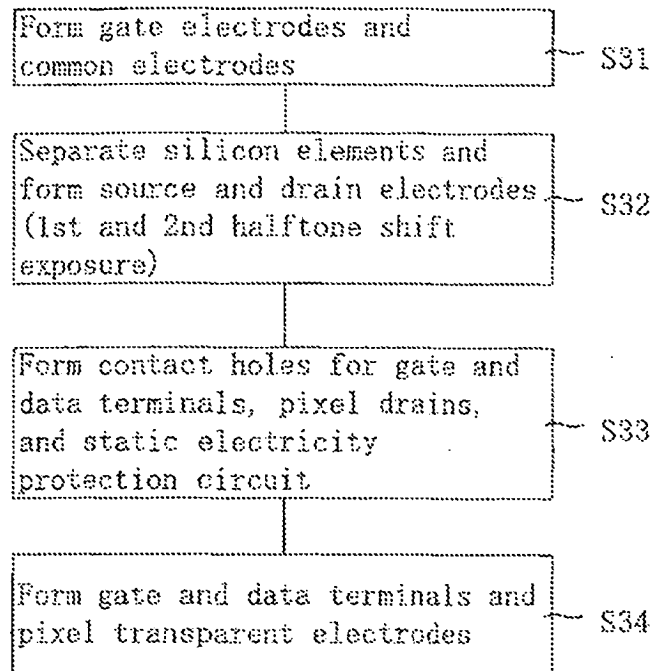 Form gate electrodes and
common electrodes
S31
Separate silicon elements and
form source and drain electrodes
(1st and 2nd halftone shift
exposure)
S32
Form contact holes for gate and
data terminals, pixel drains,
and static electricity
protection circuit
S33
Form gate and data terminals and
pixel transparent electrodes
S34